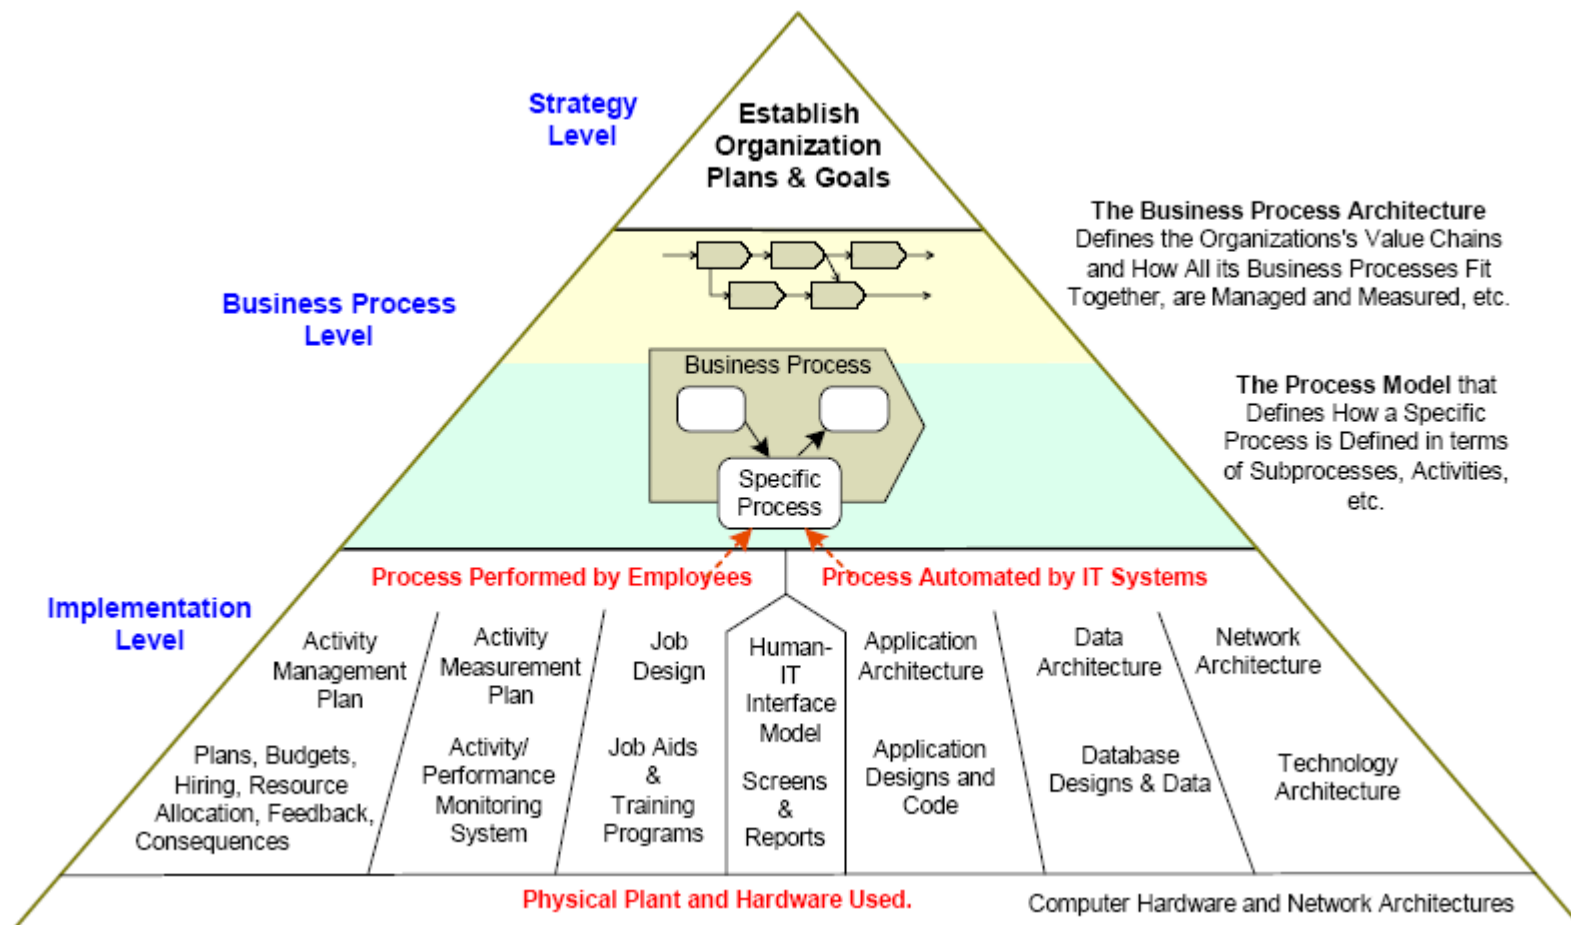 Strategy
Level
Establish
Organization
Plans & Goals
The Business Process Architecture
Defines the Organizations's Value Chains
and How All its Business Processes Fit
Together, are Managed and Measured, etc.
Business Process
Level
Business Process
Specific
Process
The Process Model that
Defines How a Specific
Process is Defined in terms
of Subprocesses, Activities,
etc.
Implementation
Level
Process Performed by Employees
Process Automated by IT Systems
Activity
Management
Plan
Plans, Budgets,
Hiring, Resource
Allocation, Feedback,
Consequences
Activity
Measurement
Plan
Activity/
Performance
Monitoring
System
Job
Design
Job Aids
&
Training
Programs
Human-
IT
Interface
Model
Screens
&
Reports
Application
Architecture
Application
Designs and
Code
Data
Architecture
Database
Designs & Data
Network
Architecture
Technology
Architecture
Physical Plant and Hardware Used.
Computer Hardware and Network Architectures